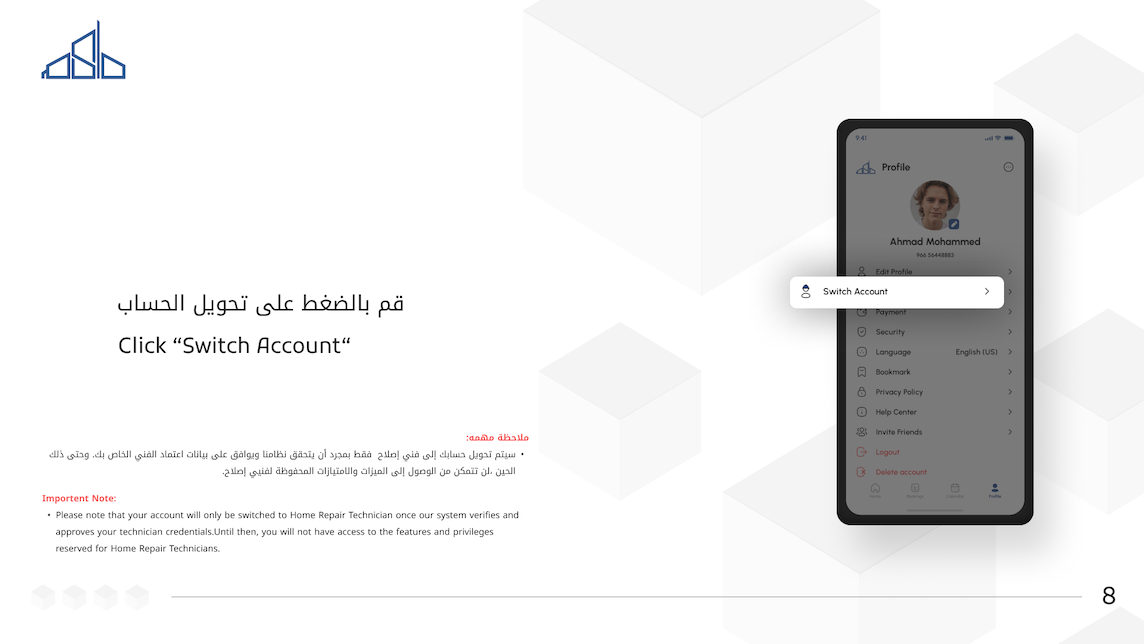 قم بالضغط على تحويل الحساب
Click “Switch Account“
ملاحظة مهمه:
• سيتم تحويل حسابك إلى فني إصلاح فقط بمجرد أن يتحقق نظامنا ويوافق على بيانات اعتماد الفني الخاص بك. وحتى ذلك
الحين ،لن تتمكن من الوصول إلى الميزات والامتيازات المحفوظة لفنيي إصلاح.
Importent Note:
• Please note that your account will only be switched to Home Repair Technician once our system verifies and
approves your technician credentials.Until then, you will not have access to the features and privileges
reserved for Home Repair Technicians.
9:41
Profile
Ahmad Mohammed
966 56448883
Edit Profile
Switch Account
Payment
Security
Language English (US)
Bookmark
Privacy Policy
Help Center
Invite Friends
Logout
Delete account
Home Bookings Calendar Profile
8